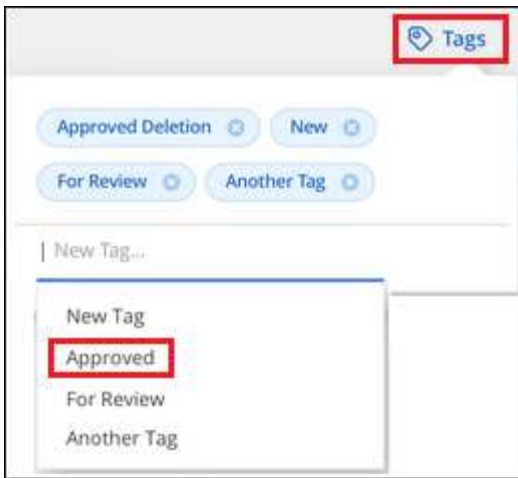 Tags
Approved Deletion New
For Review Another Tag
New Tag...
New Tag
Approved
For Review
Another Tag